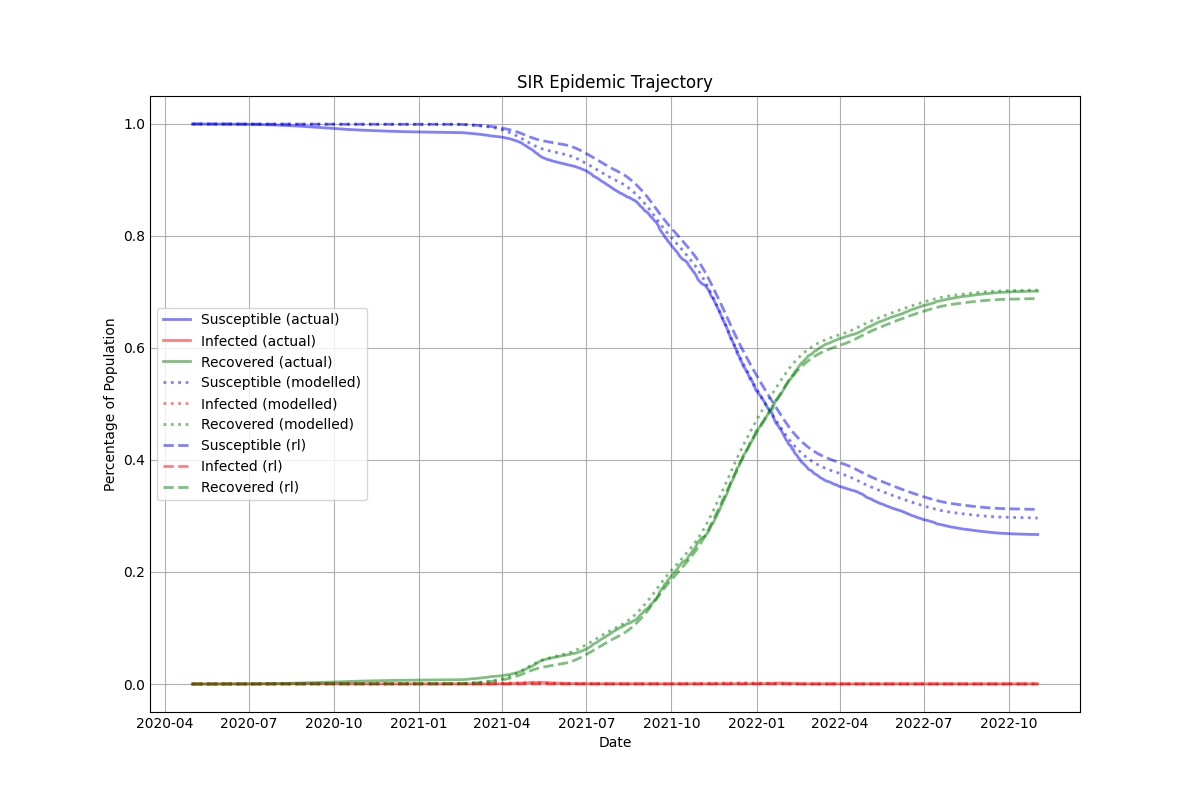 SIR Epidemic Trajectory
Percentage of Population
1.0
0.8
0.6
0.4
0.2
0.0
Susceptible (actual)
Infected (actual)
Recovered (actual)
Susceptible (modelled)
Infected (modelled)
Recovered (modelled)
Susceptible (rl)
Infected (rl)
Recovered (rl)
2020-04 2020-07 2020-10 2021-01 2021-04 2021-07 2021-10 2022-01 2022-04 2022-07 2022-10
Date